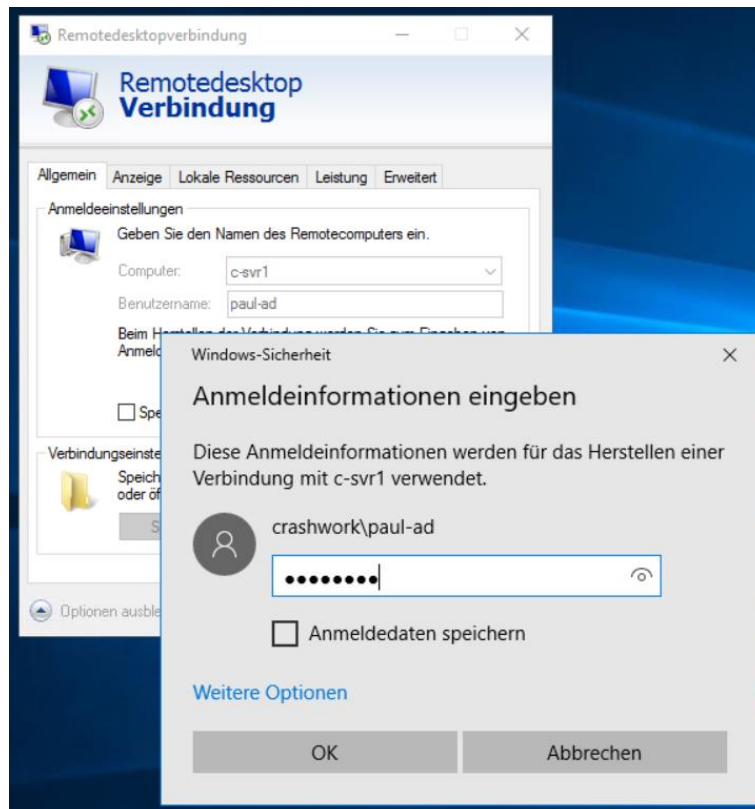 Remotedesktopverbindung
Remotedesktop
Verbindung
Allgemein Anzeige Lokale Ressourcen Leistung Erweitert
Anmeldeeinstellungen
Geben Sie den Namen des Remotecomputers ein.
Computer: c-svr1
Benutzername: paul-ad
Windows-Sicherheit
Anmeldeinformationen eingeben
Diese Anmeldeinformationen werden für das Herstellen einer
Verbindung mit c-svr1 verwendet.
crashwork\paul-ad
Anmeldedaten speichern
Weitere Optionen
OK Abbrechen
Optionen